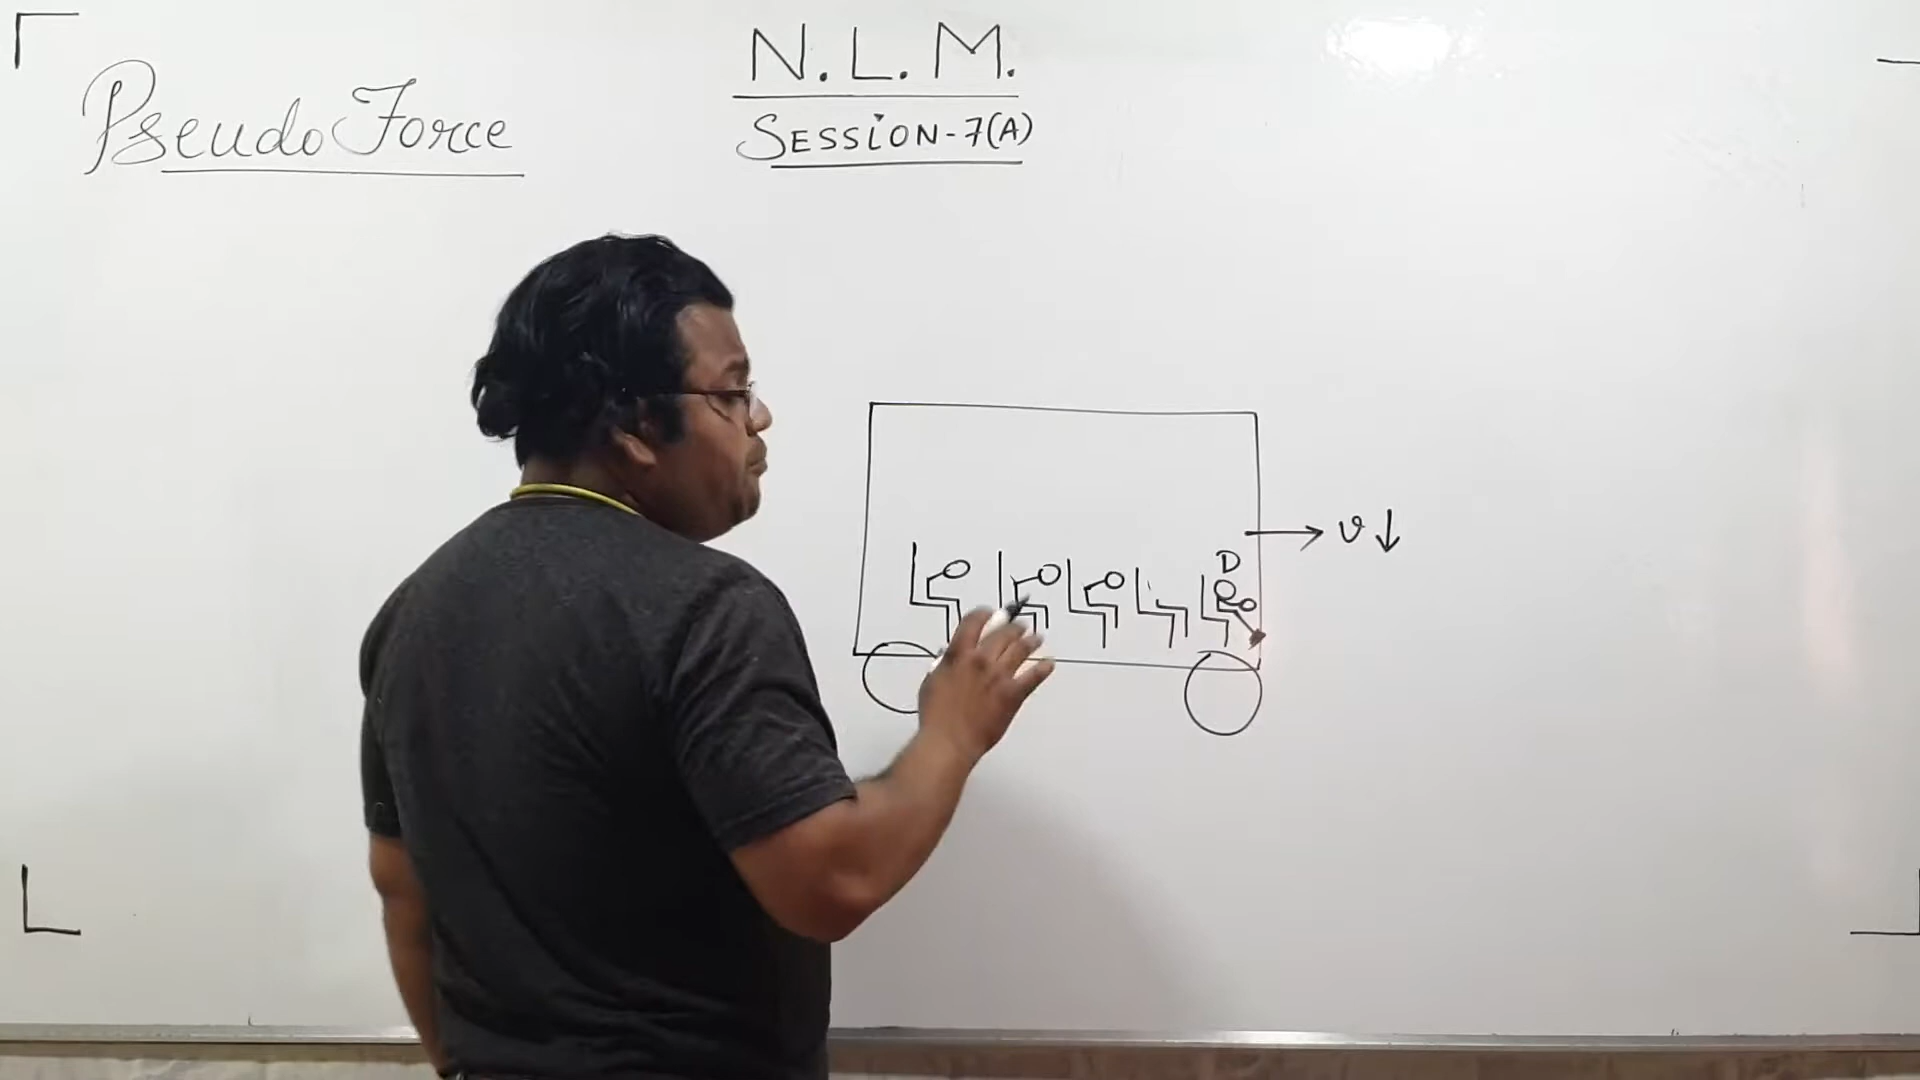 N.L.M.
SESSION-7(A)
Pseudo Force
v ↓
D